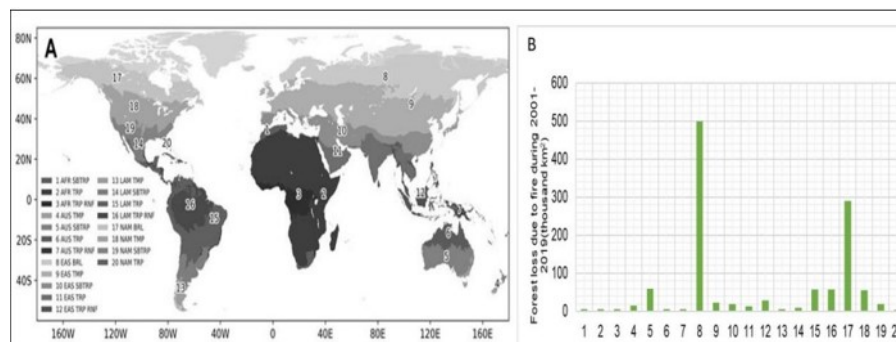 A
80N
60N
40N
20N
0
20S
40S
160W
120W
80W
40W
0
40E
80E
120E
160E
17
18
19
14
20
16
15
13
3
2
8
9
10
11
12
5
1 AFR SBTRP
2 AFR TRP
3 AFR TRP RNF
4 AUS TMP
5 AUS SBTRP
6 AUS TRP
7 AUS TRP RNF
8 EAS BRL
9 EAS TMP
10 EAS SBTRP
11 EAS TRP
12 EAS TRP RNF
13 LAM TMP
14 LAM SBTRP
15 LAM TRP
16 LAM TRP RNF
17 NAM BRL
18 NAM TMP
19 NAM SBTRP
20 NAM TRP
B
Forest loss due to fire during 2001-
2019(thousand km²)
600
500
400
300
200
100
0
1 2 3 4 5 6 7 8 9 10 11 12 13 14 15 16 17 18 19